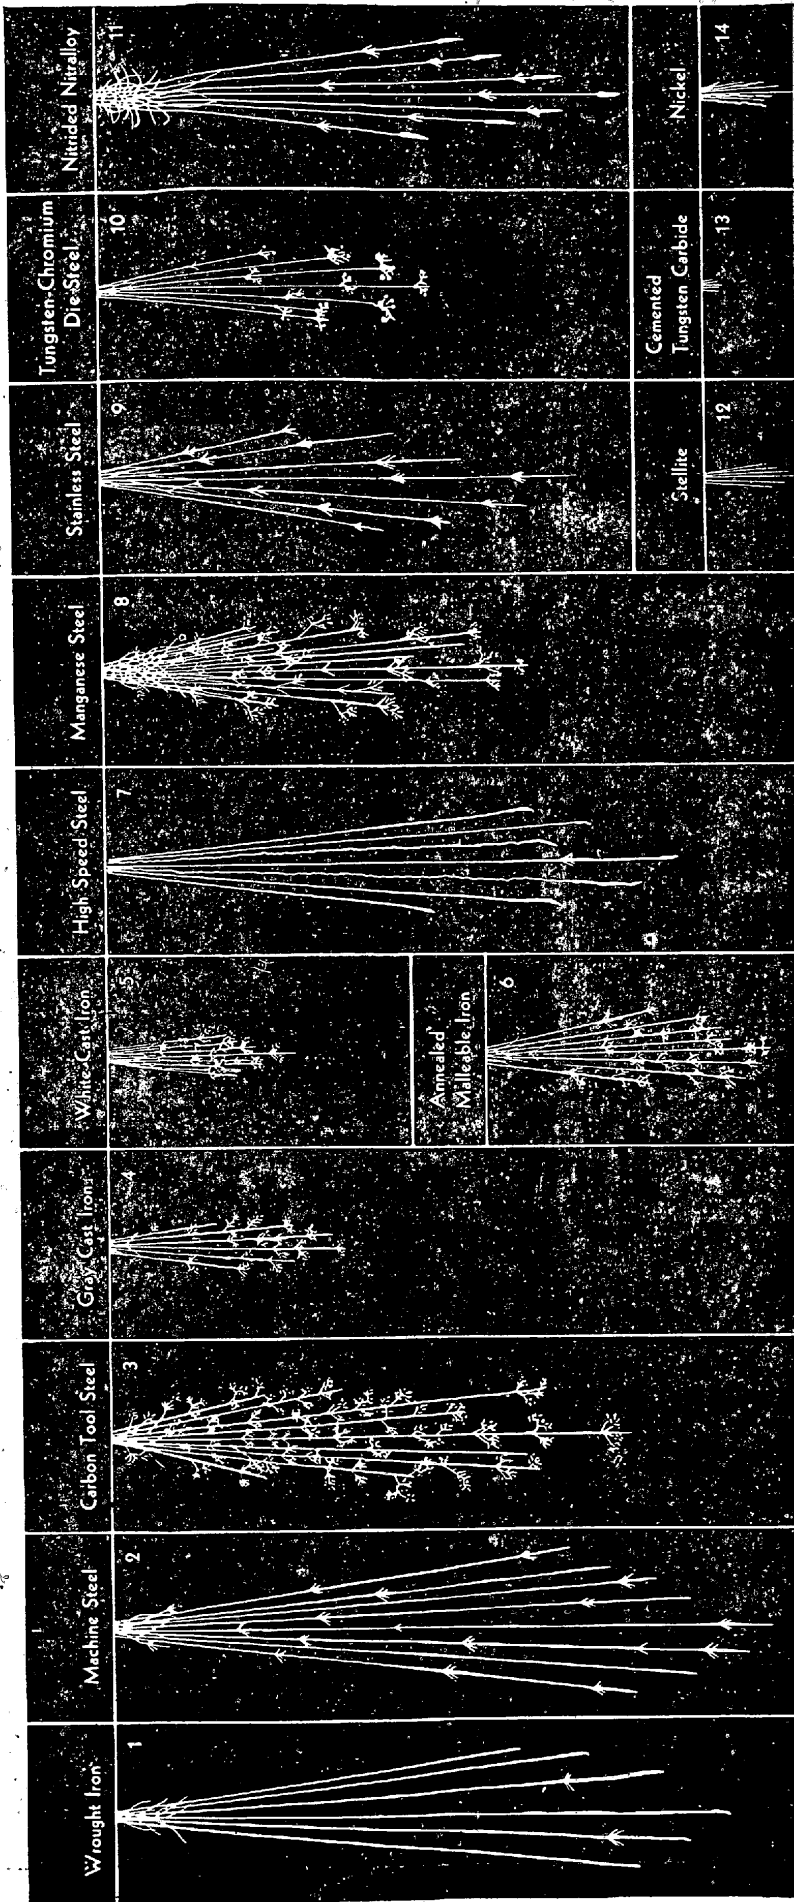 Wrought Iron
1
Machine Steel
2
Carbon Tool Steel
3
Gray Cast Iron
4
White Cast Iron
5
Annealed
Malleable Iron
6
High Speed Steel
7
Manganese Steel
8
Stainless Steel
9
Tungsten-Chromium
Die Steel
10
Nitrided Nitralloy
11
Stellite
12
Cemented
Tungsten Carbide
13
Nickel
14